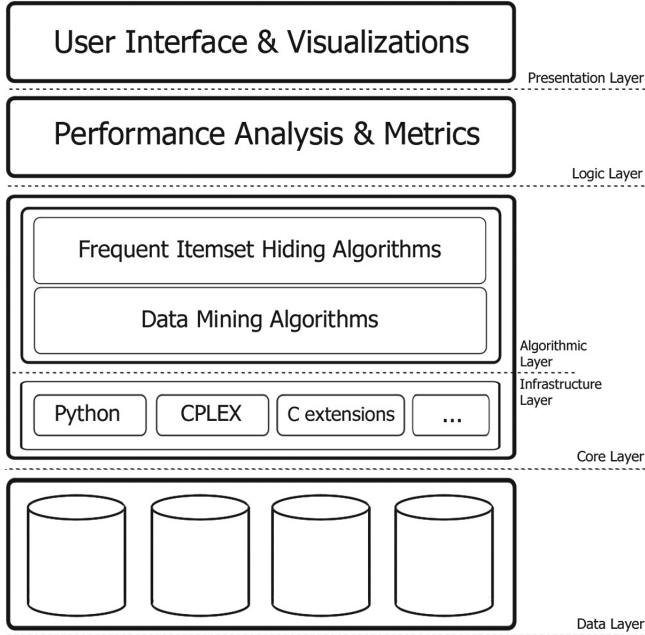 User Interface & Visualizations
Presentation Layer
Performance Analysis & Metrics
Logic Layer
Frequent Itemset Hiding Algorithms
Data Mining Algorithms
Algorithmic
Layer
Infrastructure
Layer
Python
CPLEX
C extensions
...
Core Layer
Data Layer